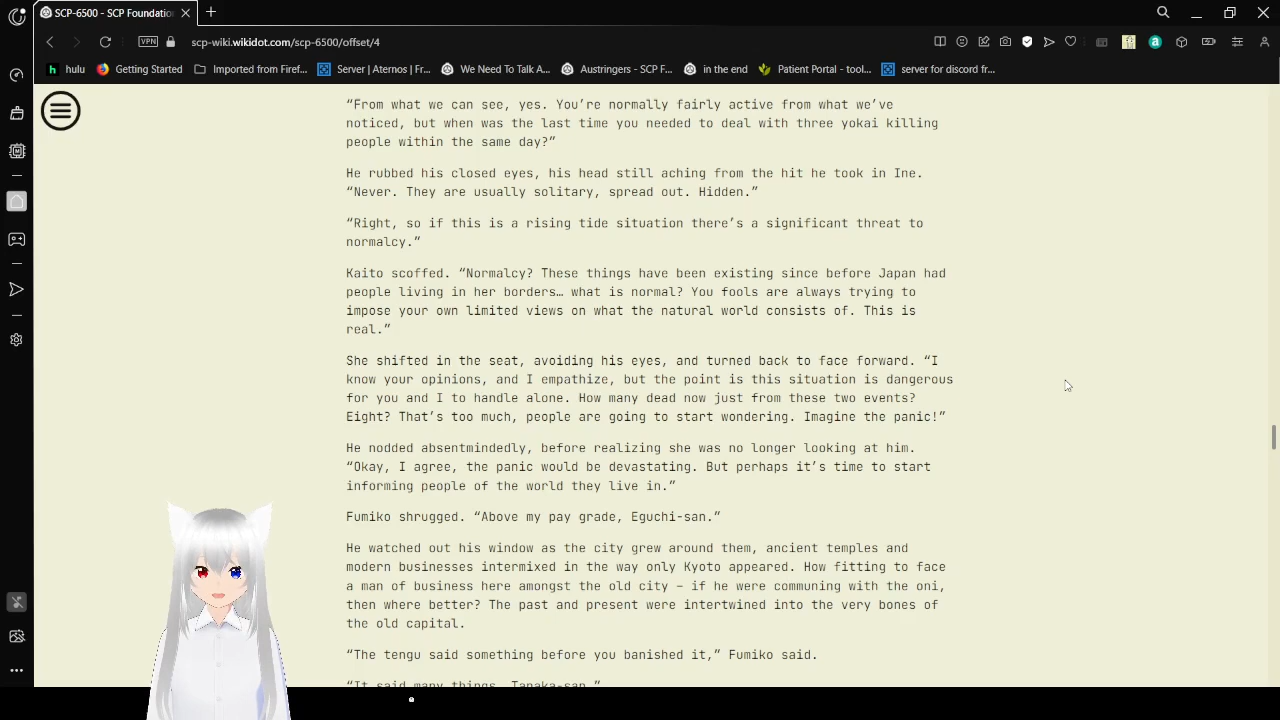 SCP-6500 - SCP Foundatio
VPN
scp-wiki.wikidot.com/scp-6500/offset/4
hulu
Getting Started
Imported from Firef...
Server | Aternos | Fr...
We Need To Talk A...
Austringers - SCP F...
in the end
Patient Portal - tool...
server for discord fr...
“From what we can see, yes. You’re normally fairly active from what we’ve
noticed, but when was the last time you needed to deal with three yokai killing
people within the same day?”
He rubbed his closed eyes, his head still aching from the hit he took in Ine.
“Never. They are usually solitary, spread out. Hidden.”
“Right, so if this is a rising tide situation there’s a significant threat to
normalcy.”
Kaito scoffed. “Normalcy? These things have been existing since before Japan had
people living in her borders… what is normal? You fools are always trying to
impose your own limited views on what the natural world consists of. This is
real.”
She shifted in the seat, avoiding his eyes, and turned back to face forward. “I
know your opinions, and I empathize, but the point is this situation is dangerous
for you and I to handle alone. How many dead now just from these two events?
Eight? That’s too much, people are going to start wondering. Imagine the panic!”
He nodded absentmindedly, before realizing she was no longer looking at him.
“Okay, I agree, the panic would be devastating. But perhaps it’s time to start
informing people of the world they live in.”
Fumiko shrugged. “Above my pay grade, Eguchi-san.”
He watched out his window as the city grew around them, ancient temples and
modern businesses intermixed in the way only Kyoto appeared. How fitting to face
a man of business here amongst the old city – if he were communing with the oni,
then where better? The past and present were intertwined into the very bones of
the old capital.
“The tengu said something before you banished it,” Fumiko said.
“It said many things, Tanaka-san.”